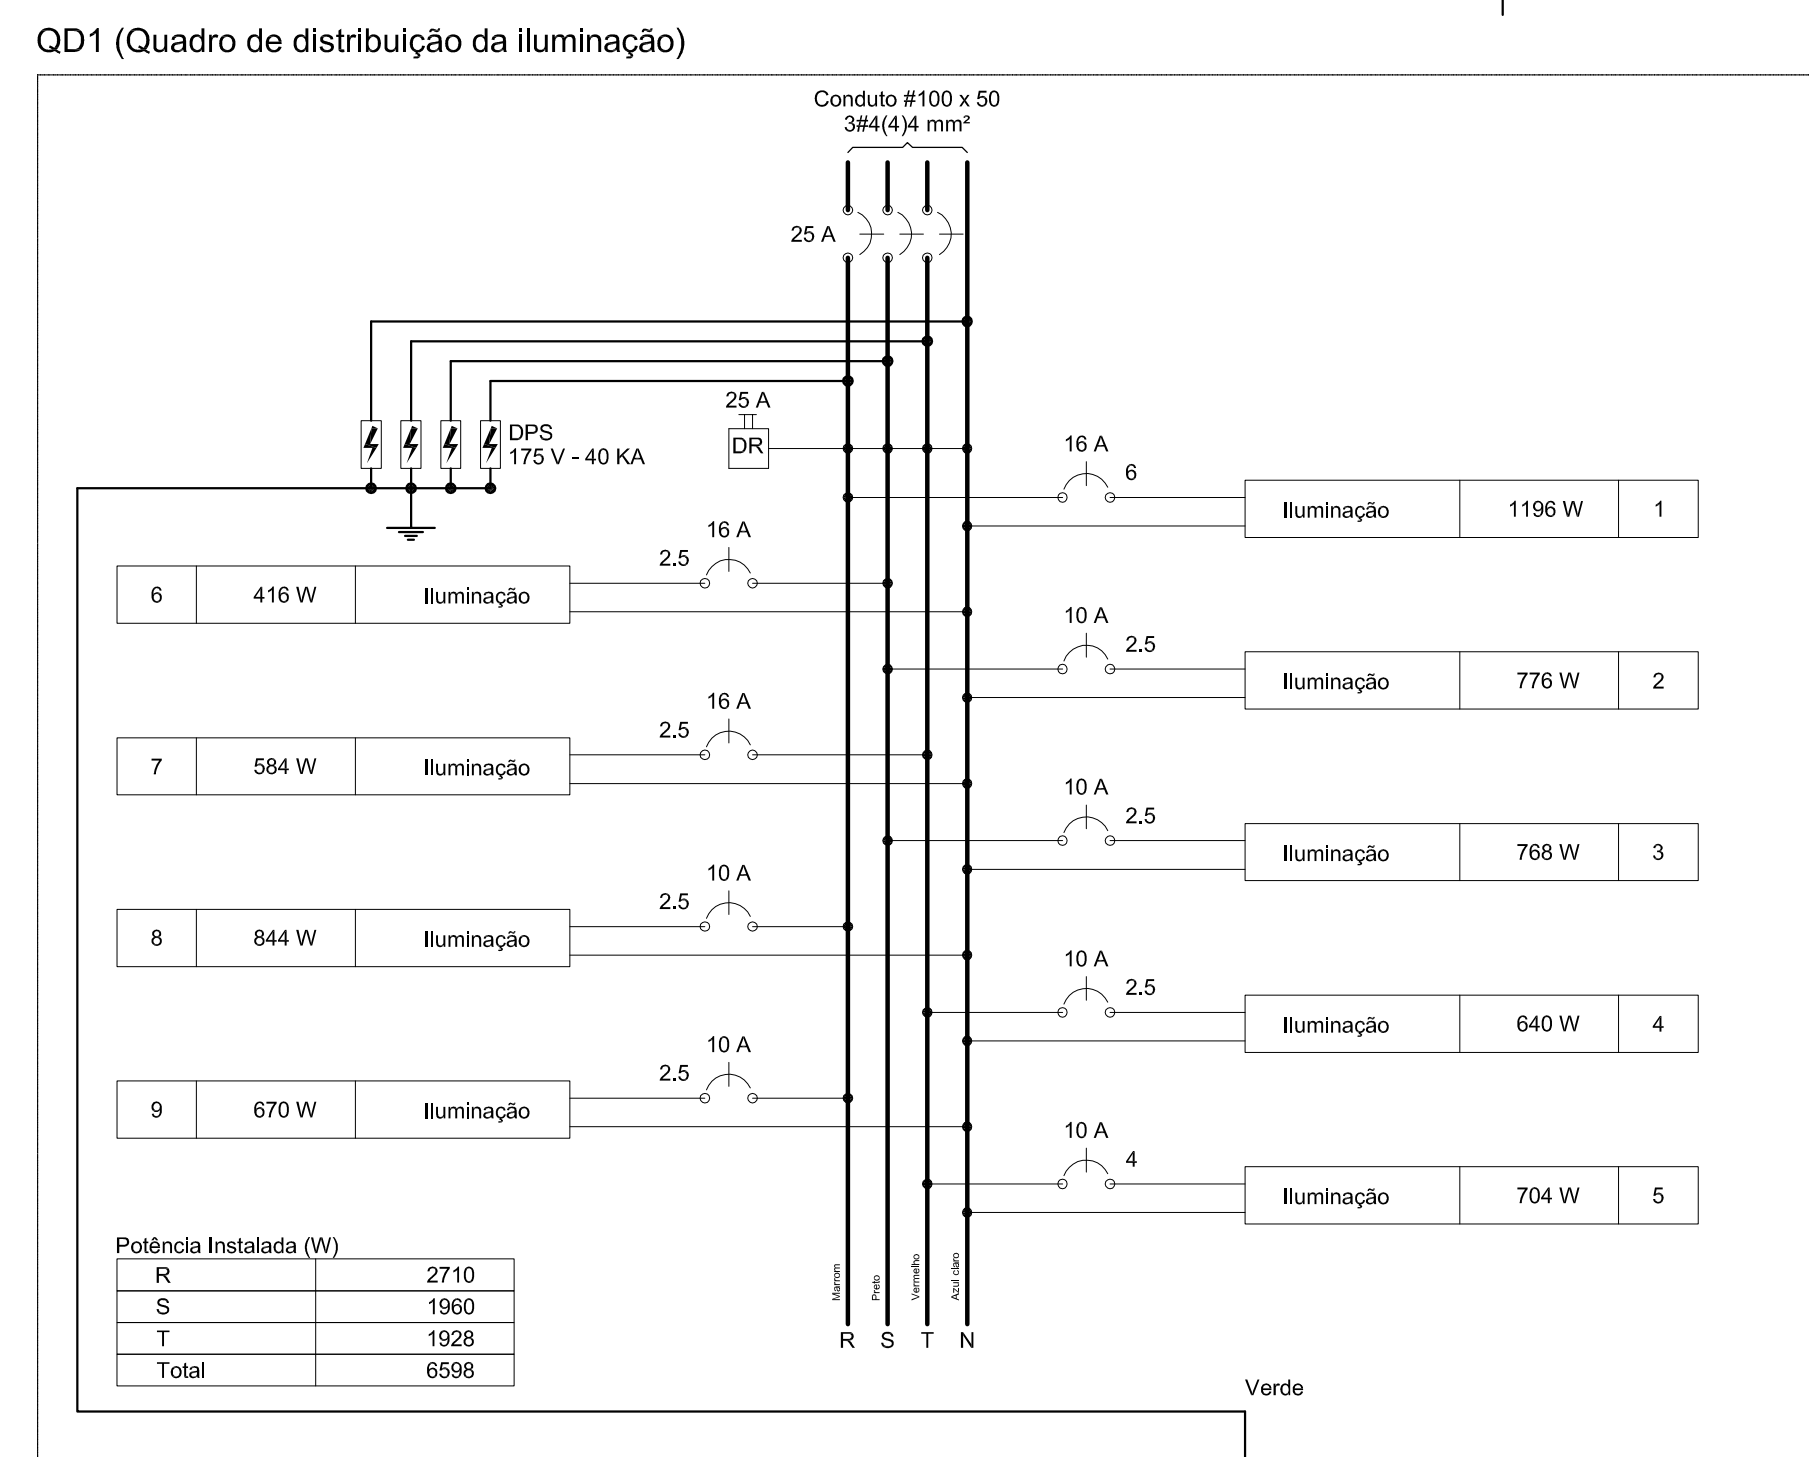 QD1 (Quadro de distribuição da iluminação)
Conduto #100 x 50
3#4(4)4 mm²
25 A
25 A
DPS
175 V - 40 KA
DR
16 A
6
Iluminação 1196 W 1
16 A
2.5
6 416 W Iluminação
10 A
2.5
Iluminação 776 W 2
16 A
2.5
7 584 W Iluminação
10 A
2.5
Iluminação 768 W 3
10 A
2.5
8 844 W Iluminação
10 A
2.5
Iluminação 640 W 4
10 A
2.5
9 670 W Iluminação
10 A
4
Iluminação 704 W 5
Potência Instalada (W)
R 2710
S 1960
T 1928
Total 6598
Marrom
Preto
Vermelho
Azul claro
R S T N
Verde